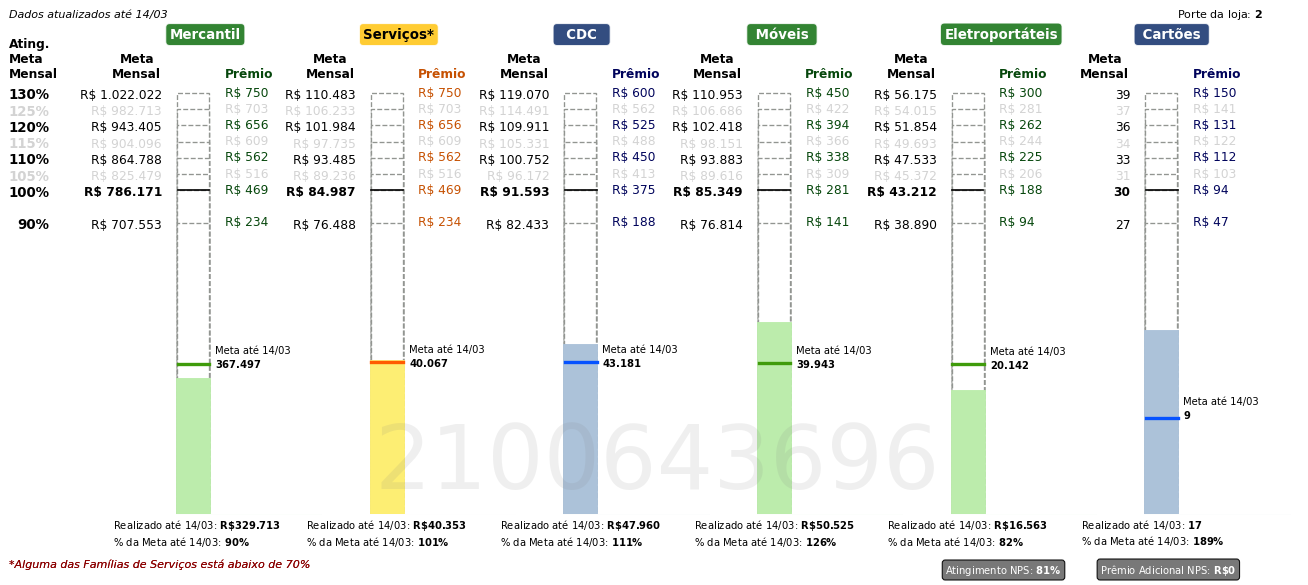 Dados atualizados até 14/03 Porte da loja: 2
Mercantil Serviços* CDC Móveis Eletroportáteis Cartões
Ating. Meta Mensal Meta Mensal Prêmio Meta Mensal Prêmio Meta Mensal Prêmio Meta Mensal Prêmio Meta Mensal Prêmio Meta Mensal Prêmio
130% R$ 1.022.022 R$ 750 R$ 110.483 R$ 750 R$ 119.070 R$ 600 R$ 110.953 R$ 450 R$ 56.175 R$ 300 39 R$ 150
125% R$ 982.713 R$ 703 R$ 106.233 R$ 703 R$ 114.491 R$ 562 R$ 106.686 R$ 422 R$ 54.015 R$ 281 37 R$ 141
120% R$ 943.405 R$ 656 R$ 101.984 R$ 656 R$ 109.911 R$ 525 R$ 102.418 R$ 394 R$ 51.854 R$ 262 36 R$ 131
115% R$ 904.096 R$ 609 R$ 97.735 R$ 609 R$ 105.331 R$ 488 R$ 98.151 R$ 366 R$ 49.693 R$ 244 34 R$ 122
110% R$ 864.788 R$ 562 R$ 93.485 R$ 562 R$ 100.752 R$ 450 R$ 93.883 R$ 338 R$ 47.533 R$ 225 33 R$ 112
105% R$ 825.479 R$ 516 R$ 89.236 R$ 516 R$ 96.172 R$ 413 R$ 89.616 R$ 309 R$ 45.372 R$ 206 31 R$ 103
100% R$ 786.171 R$ 469 R$ 84.987 R$ 469 R$ 91.593 R$ 375 R$ 85.349 R$ 281 R$ 43.212 R$ 188 30 R$ 94
90% R$ 707.553 R$ 234 R$ 76.488 R$ 234 R$ 82.433 R$ 188 R$ 76.814 R$ 141 R$ 38.890 R$ 94 27 R$ 47
Meta até 14/03 Meta até 14/03 Meta até 14/03 Meta até 14/03 Meta até 14/03
367.497 40.067 43.181 39.943 20.142
Meta até 14/03
9
2100643696
Realizado até 14/03: R$329.713 Realizado até 14/03: R$40.353 Realizado até 14/03: R$47.960 Realizado até 14/03: R$50.525 Realizado até 14/03: R$16.563 Realizado até 14/03: 17
% da Meta até 14/03: 90% % da Meta até 14/03: 101% % da Meta até 14/03: 111% % da Meta até 14/03: 126% % da Meta até 14/03: 82% % da Meta até 14/03: 189%
*Alguma das Famílias de Serviços está abaixo de 70% Atingimento NPS: 81% Prêmio Adicional NPS: R$0